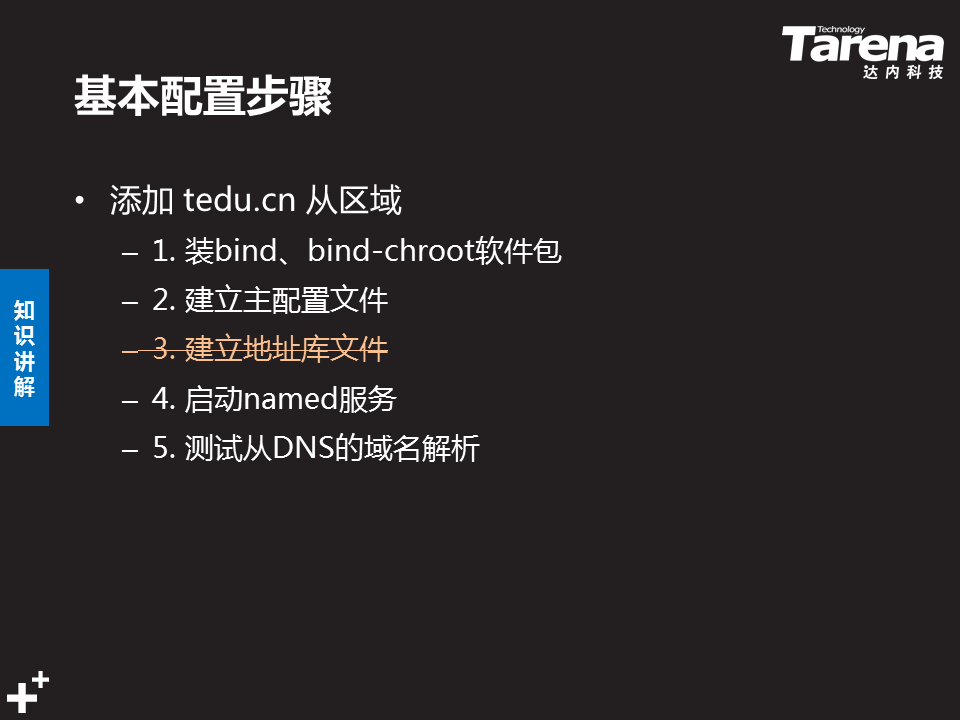 Technology
Tarena
达内科技
基本配置步骤
• 添加 tedu.cn 从区域
– 1. 装bind、bind-chroot软件包
– 2. 建立主配置文件
– 3. 建立地址库文件
– 4. 启动named服务
– 5. 测试从DNS的域名解析
知识讲解